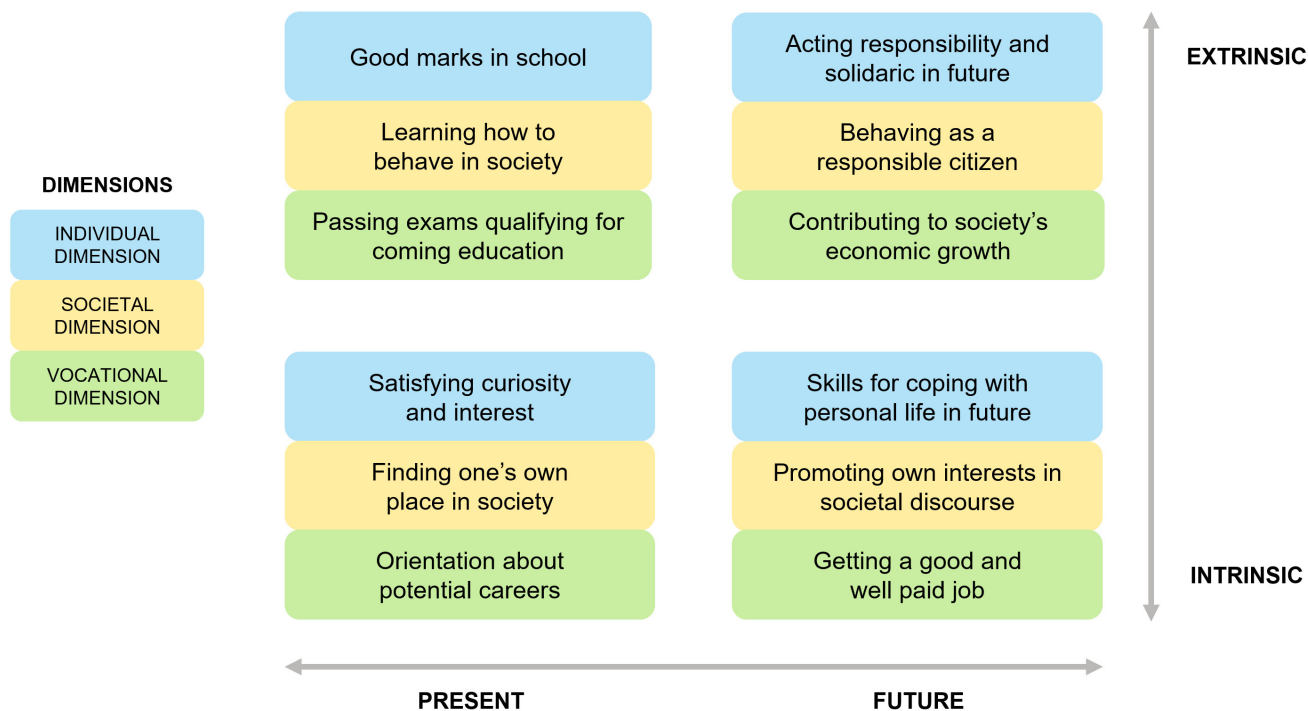 Good marks in school
Acting responsibility and
solidaric in future
EXTRINSIC
Learning how to
behave in society
Behaving as a
responsible citizen
DIMENSIONS
Passing exams qualifying for
coming education
Contributing to society’s
economic growth
INDIVIDUAL
DIMENSION
SOCIETAL
DIMENSION
VOCATIONAL
DIMENSION
Satisfying curiosity
and interest
Skills for coping with
personal life in future
Finding one’s own
place in society
Promoting own interests in
societal discourse
Orientation about
potential careers
Getting a good and
well paid job
INTRINSIC
PRESENT
FUTURE